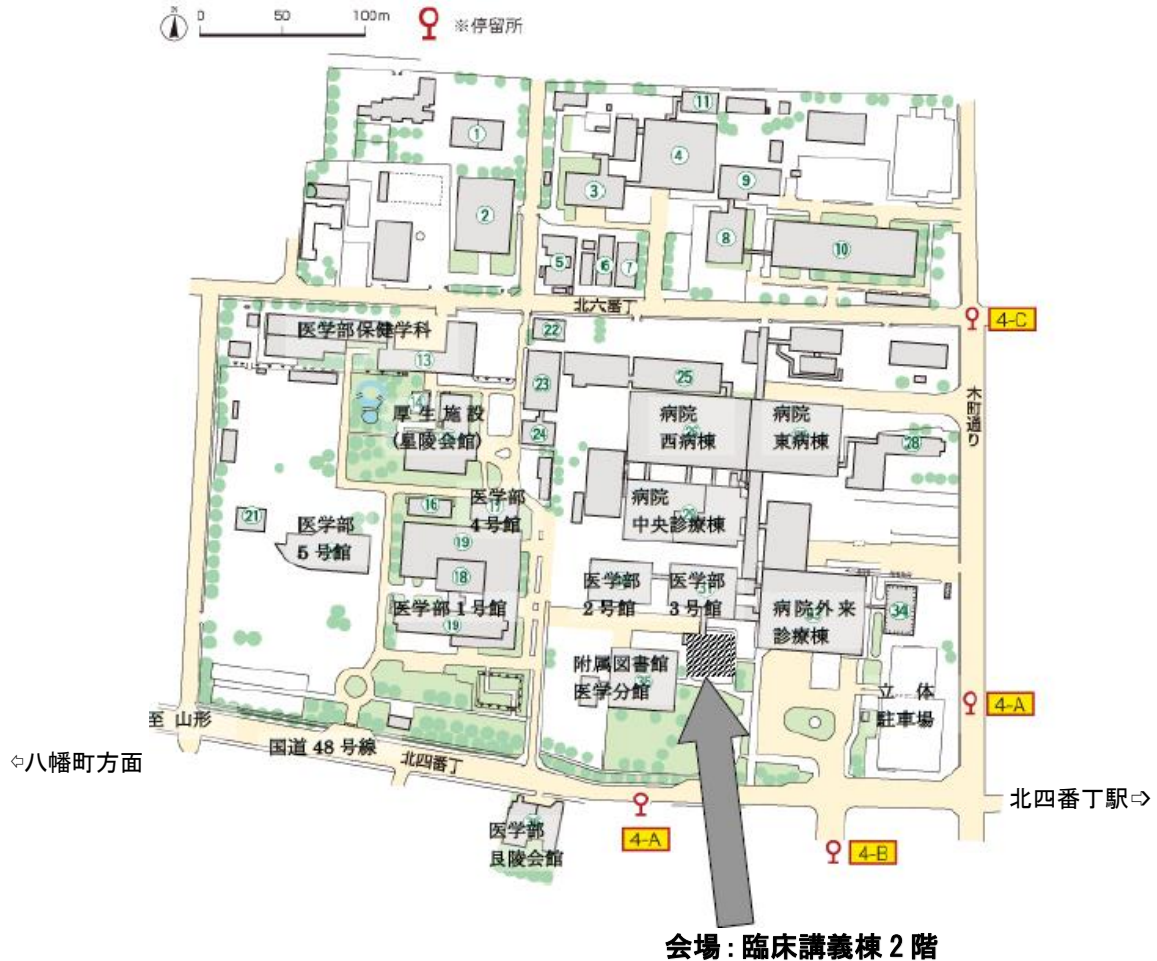 N
0 50 100m
※停留所
⑪
①
④
③
⑨
②
⑧
⑩
⑤
⑥
⑦
北六番丁
4-C
医学部保健学科
㉒
⑬
㉓
㉕
木町通り
⑭
厚生施設
(星陵会館)
病院
西病棟
病院
東病棟
㉔
㉘
⑯
医学部
4号館
病院
中央診療棟
㉑
医学部
5号館
⑲
⑱
医学部1号館
⑲
医学部
2号館
医学部
3号館
病院外来
診療棟
㉞
附属図書館
医学分館
立体
駐車場
4-A
至 山形
国道48号線
北四番丁
⇦八幡町方面
北四番丁駅⇨
医学部
艮陵会館
4-A
4-B
会場:臨床講義棟2階